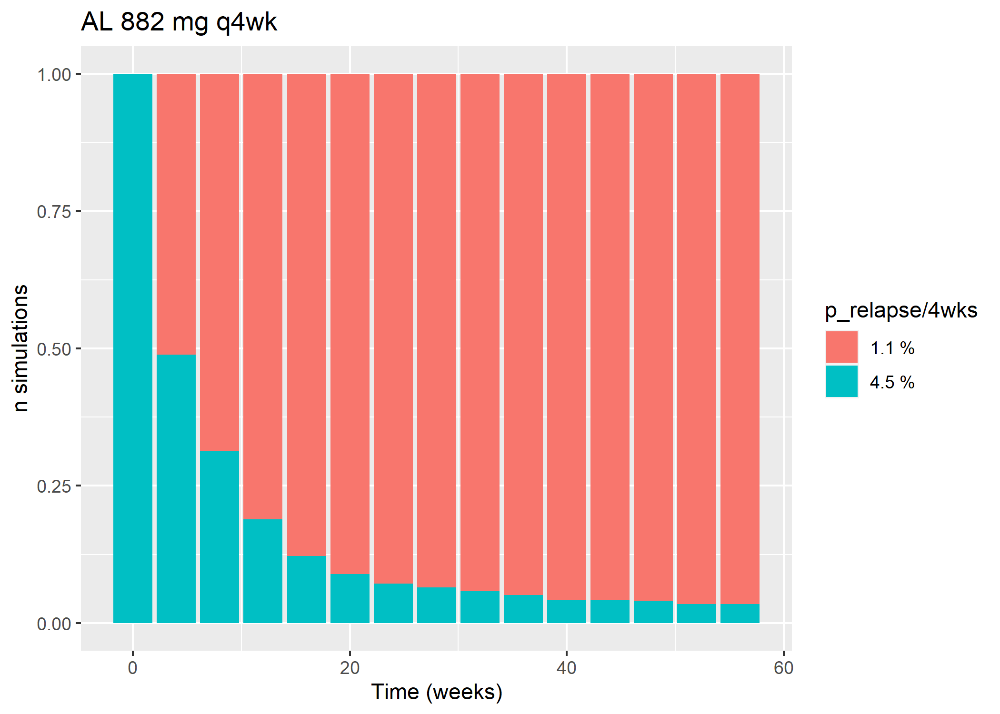 AL 882 mg q4wk
1.00
0.75
0.50
0.25
0.00
n simulations
0 20 40 60
Time (weeks)
p_relapse/4wks
1.1 %
4.5 %